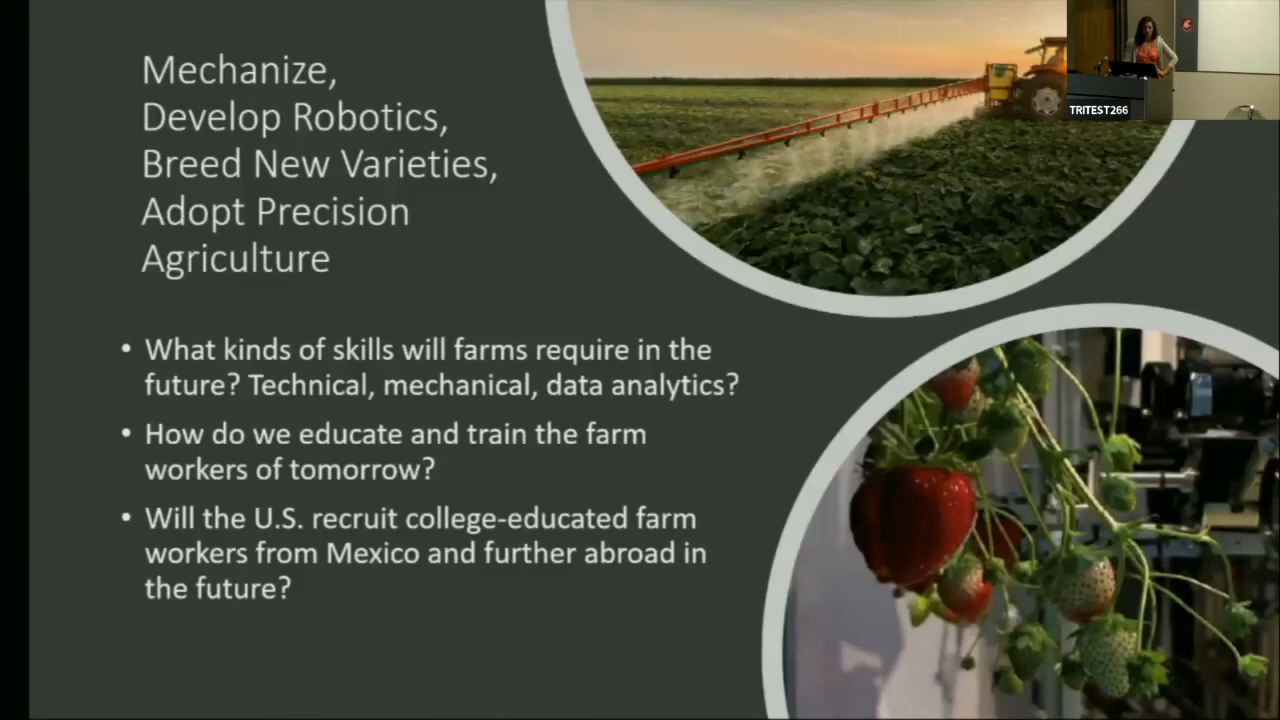 Mechanize,
Develop Robotics,
Breed New Varieties,
Adopt Precision
Agriculture
• What kinds of skills will farms require in the
future? Technical, mechanical, data analytics?
• How do we educate and train the farm
workers of tomorrow?
• Will the U.S. recruit college-educated farm
workers from Mexico and further abroad in
the future?
TRITEST266